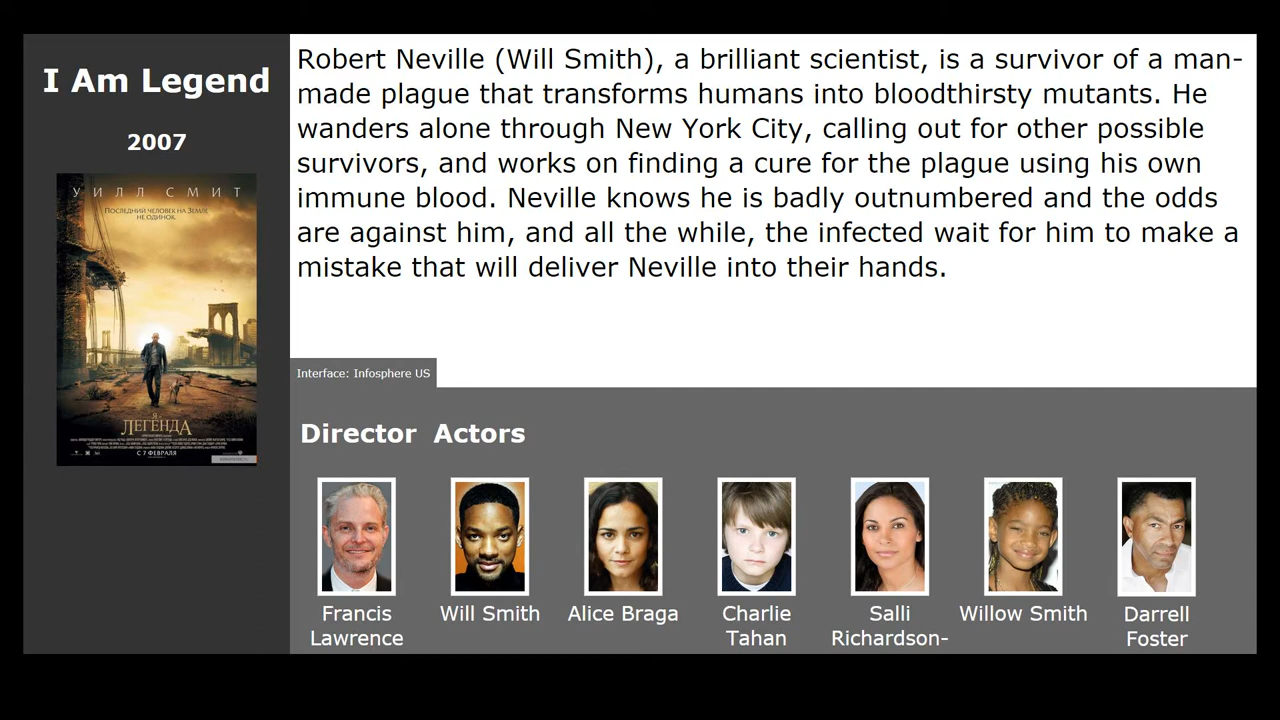 I Am Legend
2007
УИЛЛ СМИТ
ПОСЛЕДНИЙ ЧЕЛОВЕК НА ЗЕМЛЕ
НЕ ОДИНОК
Я
ЛЕГЕНДА
С 7 ФЕВРАЛЯ
Robert Neville (Will Smith), a brilliant scientist, is a survivor of a man-
made plague that transforms humans into bloodthirsty mutants. He
wanders alone through New York City, calling out for other possible
survivors, and works on finding a cure for the plague using his own
immune blood. Neville knows he is badly outnumbered and the odds
are against him, and all the while, the infected wait for him to make a
mistake that will deliver Neville into their hands.
Interface: Infosphere US
Director Actors
Francis
Lawrence
Will Smith
Alice Braga
Charlie
Tahan
Salli
Richardson-
Willow Smith
Darrell
Foster